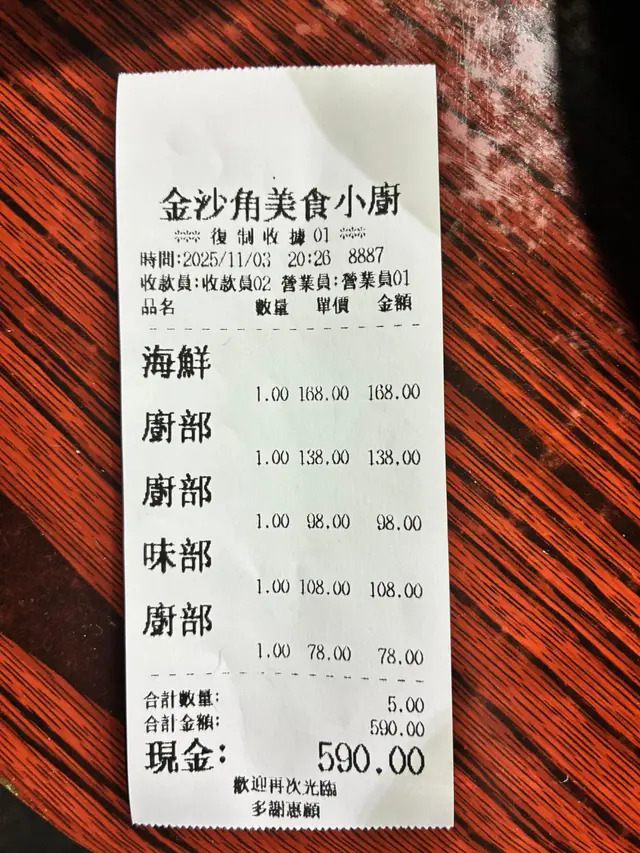 金沙角美食小廚
※※ 復制收據01 ※※
時間:2025/11/03 20:26 8887
收款員:收款員02 營業員:營業員01
品名 數量 單價 金額
海鮮
1.00 168.00 168.00
廚部
1.00 138.00 138.00
廚部
1.00 98.00 98.00
味部
1.00 108.00 108.00
廚部
1.00 78.00 78.00
合計數量: 5.00
合計金額: 590.00
現金: 590.00
歡迎再次光臨
多謝惠顧